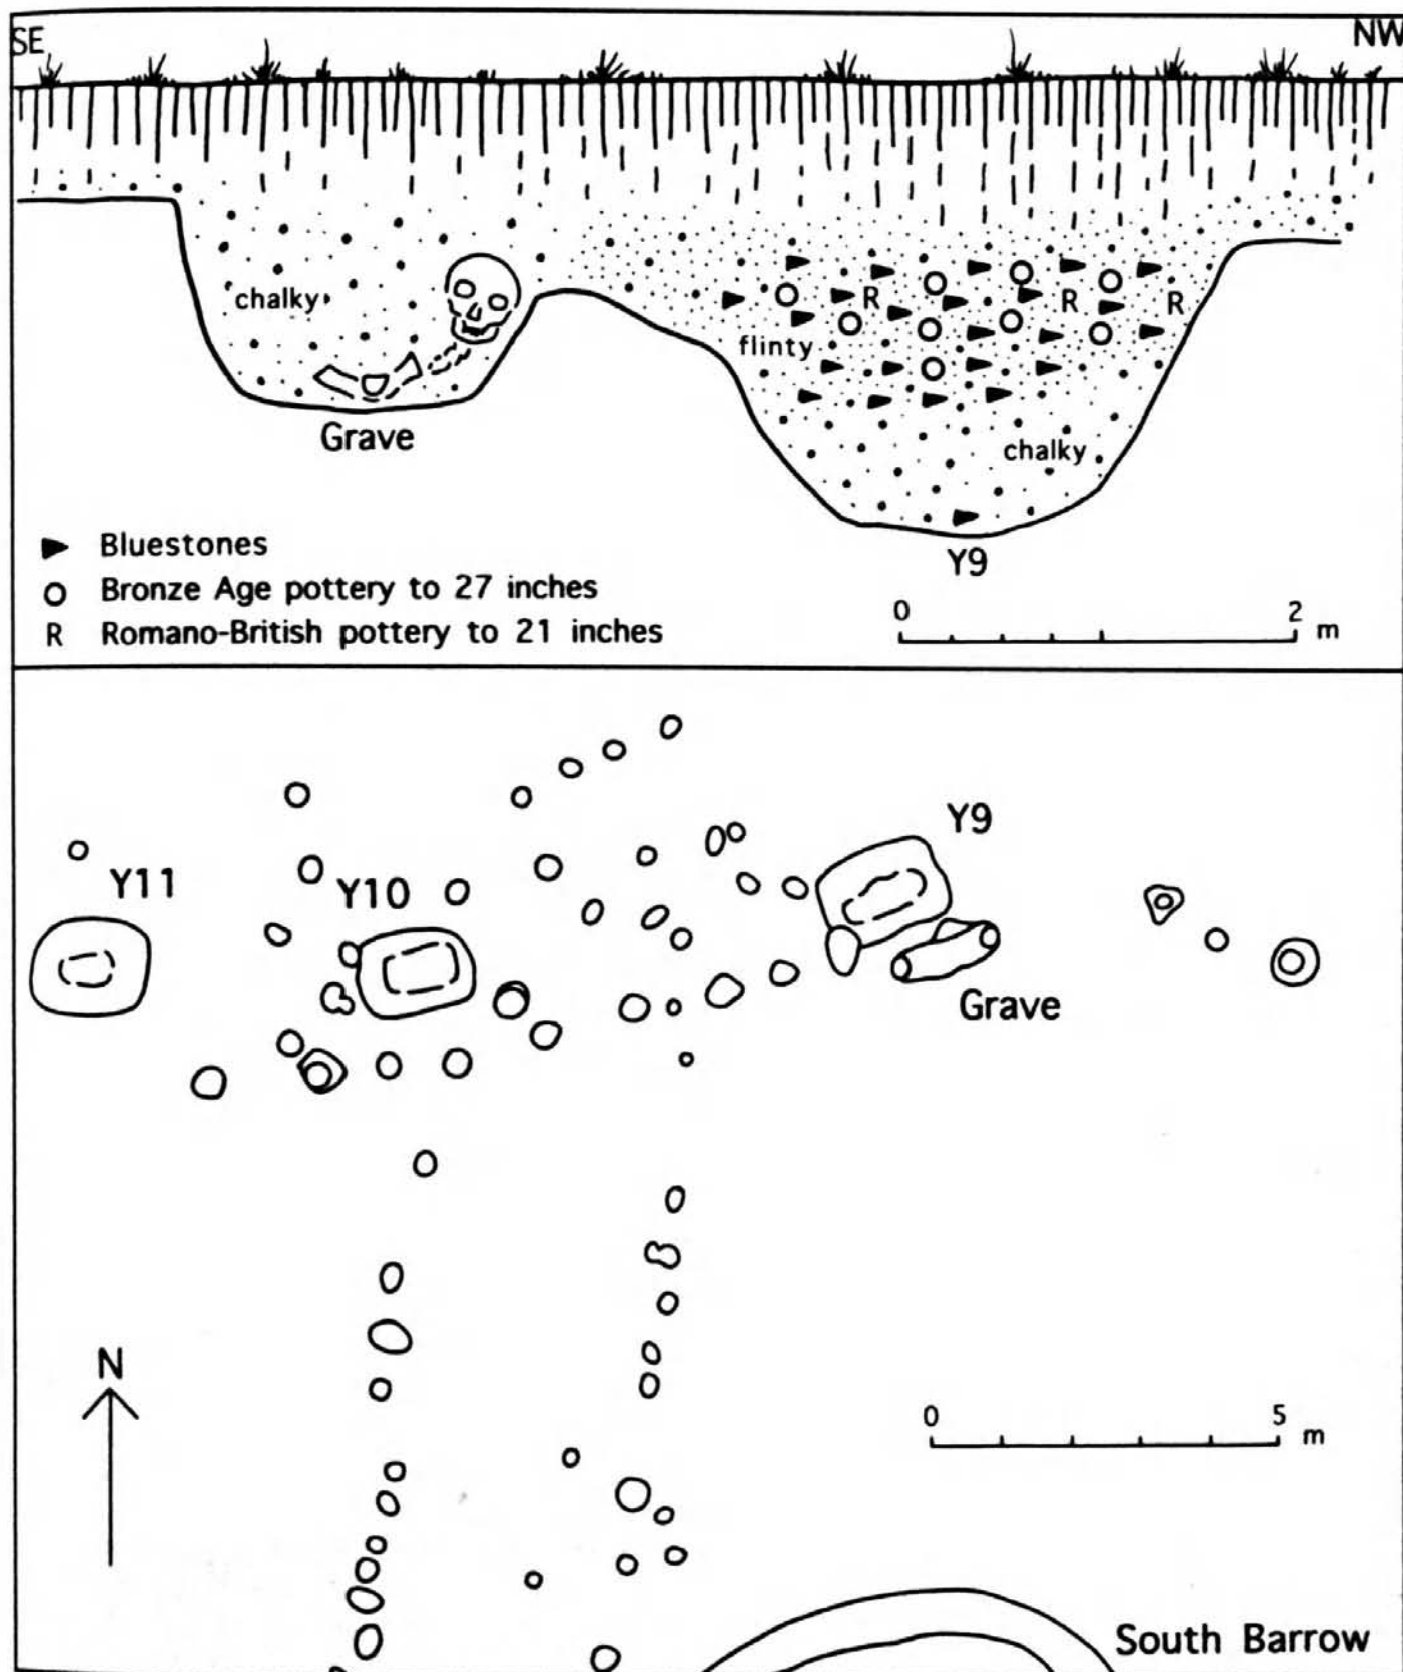 SE NW
chalky R R R
flinty
Grave chalky
▶ Bluestones
Y9
O Bronze Age pottery to 27 inches
0 2 m
R Romano-British pottery to 21 inches
Y9
Y11 Y10
Grave
N
0 5 m
South Barrow